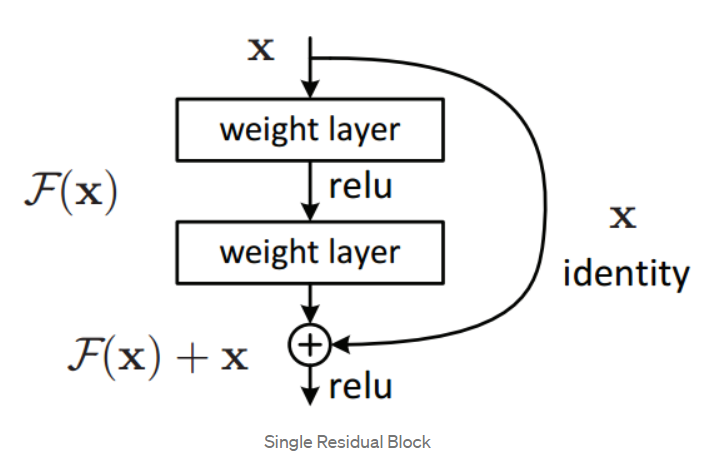 x
weight layer
F(x)
relu
x
weight layer
identity
F(x) + x
+
relu
Single Residual Block